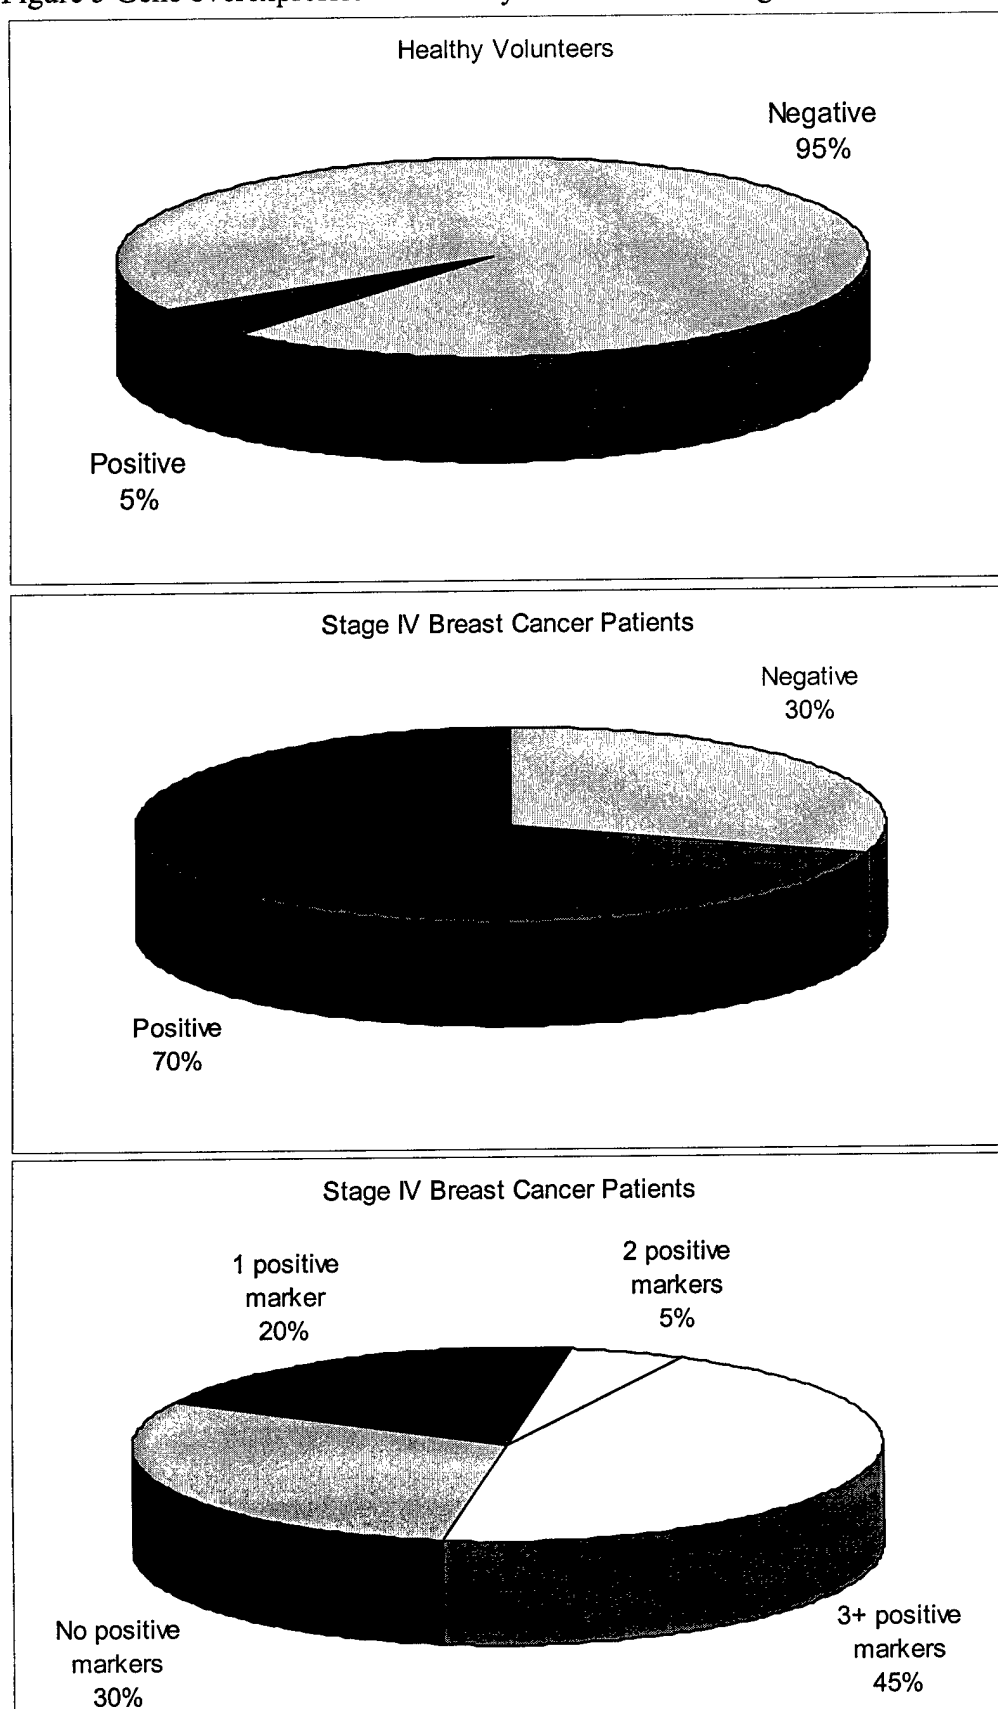 Healthy Volunteers
Negative
95%
Positive
5%
Stage IV Breast Cancer Patients
Negative
30%
Positive
70%
Stage IV Breast Cancer Patients
1 positive
marker
20%
2 positive
markers
5%
No positive
markers
30%
3+ positive
markers
45%